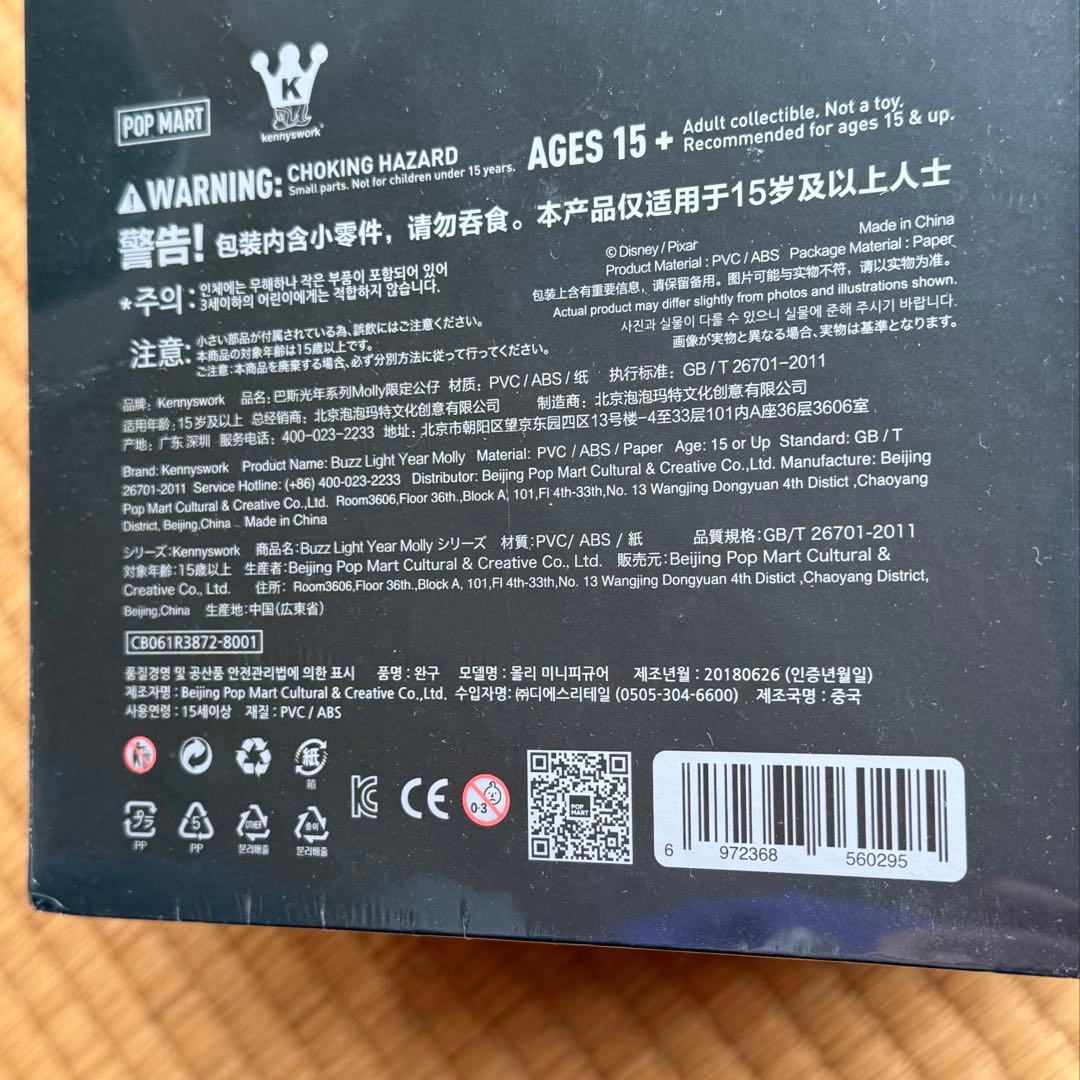 POP MART
K
kennyswork
WARNING: CHOKING HAZARD
Small parts. Not for children under 15 years.
AGES 15 +
Adult collectible. Not a toy.
Recommended for ages 15 & up.
警告! 包装内含小零件，请勿吞食。本产品仅适用于15岁及以上人士
*주의 : 인체에는 무해하나 작은 부품이 포함되어 있어
3세이하의 어린이에게는 적합하지 않습니다.
注意: 小さい部品が付属されている為、誤飲にはご注意ください。
本商品の対象年齢は15歳以上です。
ご注意:本商品を廃棄する場合、必ず分別方法に従って行ってください。
©Disney / Pixar
Made in China
Product Material : PVC / ABS Package Material : Paper
包装上含有重要信息，请保留备用。图片可能与实物不符，请以实物为准。
Actual product may differ slightly from photos and illustrations shown.
사진과 실물이 다를 수 있으니 실물에 준해 주시기 바랍니다.
画像が実物と異なる場合、実物は基準となります。
品牌：Kennyswork 品名：巴斯光年系列Molly限定公仔 材质：PVC / ABS / 纸 执行标准：GB / T 26701-2011
适用年龄：15岁及以上 总经销商：北京泡泡玛特文化创意有限公司 制造商：北京泡泡玛特文化创意有限公司
产地：广东 深圳 服务电话：400-023-2233 地址：北京市朝阳区望京东园四区13号楼-4至33层101内A座36层3606室
Brand: Kennyswork Product Name: Buzz Light Year Molly Material: PVC / ABS / Paper Age: 15 or Up Standard: GB / T
26701-2011 Service Hotline: (+86) 400-023-2233 Distributor: Beijing Pop Mart Cultural & Creative Co.,Ltd. Manufacture: Beijing
Pop Mart Cultural & Creative Co.,Ltd. Room3606,Floor 36th.,Block A, 101,Fl 4th-33th,No. 13 Wangjing Dongyuan 4th Distict ,Chaoyang
District, Beijing,China Made in China
シリーズ:Kennyswork 商品名:Buzz Light Year Molly シリーズ 材質:PVC/ ABS / 紙 品質規格:GB/T 26701-2011
対象年齢:15歳以上 生産者:Beijing Pop Mart Cultural & Creative Co., Ltd. 販売元:Beijing Pop Mart Cultural &
Creative Co., Ltd. 住所: Room3606,Floor 36th.,Block A, 101,Fl 4th-33th,No. 13 Wangjing Dongyuan 4th Distict ,Chaoyang District,
Beijing,China 生産地:中国(広東省)
CB061R3872-8001
품질경영 및 공산품 안전관리법에 의한 표시 품명 : 완구 모델명 : 몰리 미니피규어 제조년월 : 20180626 (인증년월일)
제조자명 : Beijing Pop Mart Cultural & Creative Co.,Ltd. 수입자명: ㈜디에스리테일 (0505-304-6600) 제조국명 : 중국
사용연령 : 15세이상 재질 : PVC / ABS
紙
箱
プラ
PP
5
PP
OTHER
분리배출
종이
분리배출
CE
0-3
POP MART
6 972368 560295